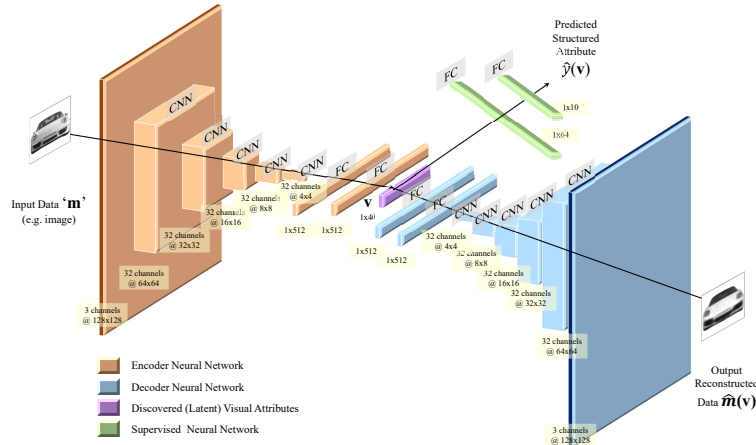 Predicted
Structured
Attribute
ŷ(v)
FC
FC
1x10
1x64
CNN
CNN
CNN
CNN
CNN
FC
FC
Input Data 'm'
(e.g. image)
3 channels
@ 128x128
32 channels
@ 64x64
32 channels
@ 32x32
32 channels
@ 16x16
32 channels
@ 8x8
32 channels
@ 4x4
1x512
1x512
v
1x40
FC
FC
1x512
1x512
CNN
CNN
CNN
CNN
CNN
32 channels
@ 4x4
32 channels
@ 8x8
32 channels
@ 16x16
32 channels
@ 32x32
32 channels
@ 64x64
3 channels
@ 128x128
Output
Reconstructed
Data m̂(v)
Encoder Neural Network
Decoder Neural Network
Discovered (Latent) Visual Attributes
Supervised Neural Network